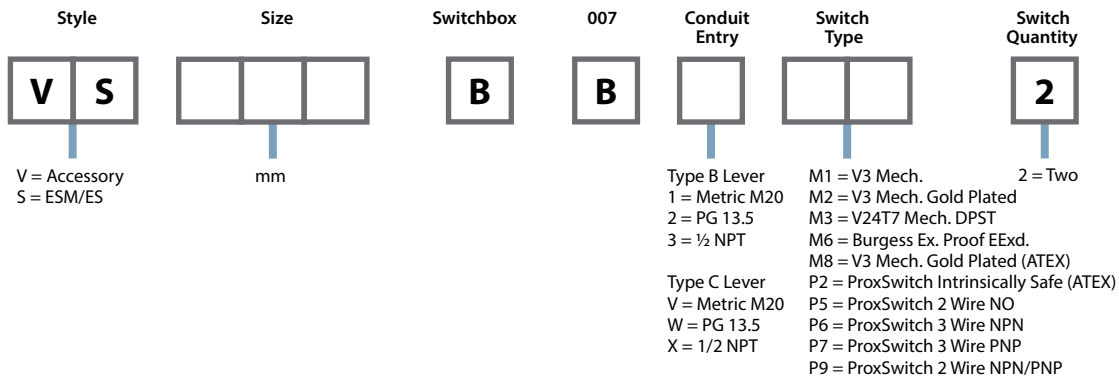 Style Size Switchbox 007 Conduit Entry Switch Type Switch Quantity
V S B B 2
V = Accessory
S = ESM/ES
mm
Type B Lever
1 = Metric M20
2 = PG 13.5
3 = ½ NPT
Type C Lever
V = Metric M20
W = PG 13.5
X = 1/2 NPT
M1 = V3 Mech.
M2 = V3 Mech. Gold Plated
M3 = V24T7 Mech. DPST
M6 = Burgess Ex. Proof EExd.
M8 = V3 Mech. Gold Plated (ATEX)
P2 = ProxSwitch Intrinsically Safe (ATEX)
P5 = ProxSwitch 2 Wire NO
P6 = ProxSwitch 3 Wire NPN
P7 = ProxSwitch 3 Wire PNP
P9 = ProxSwitch 2 Wire NPN/PNP
2 = Two